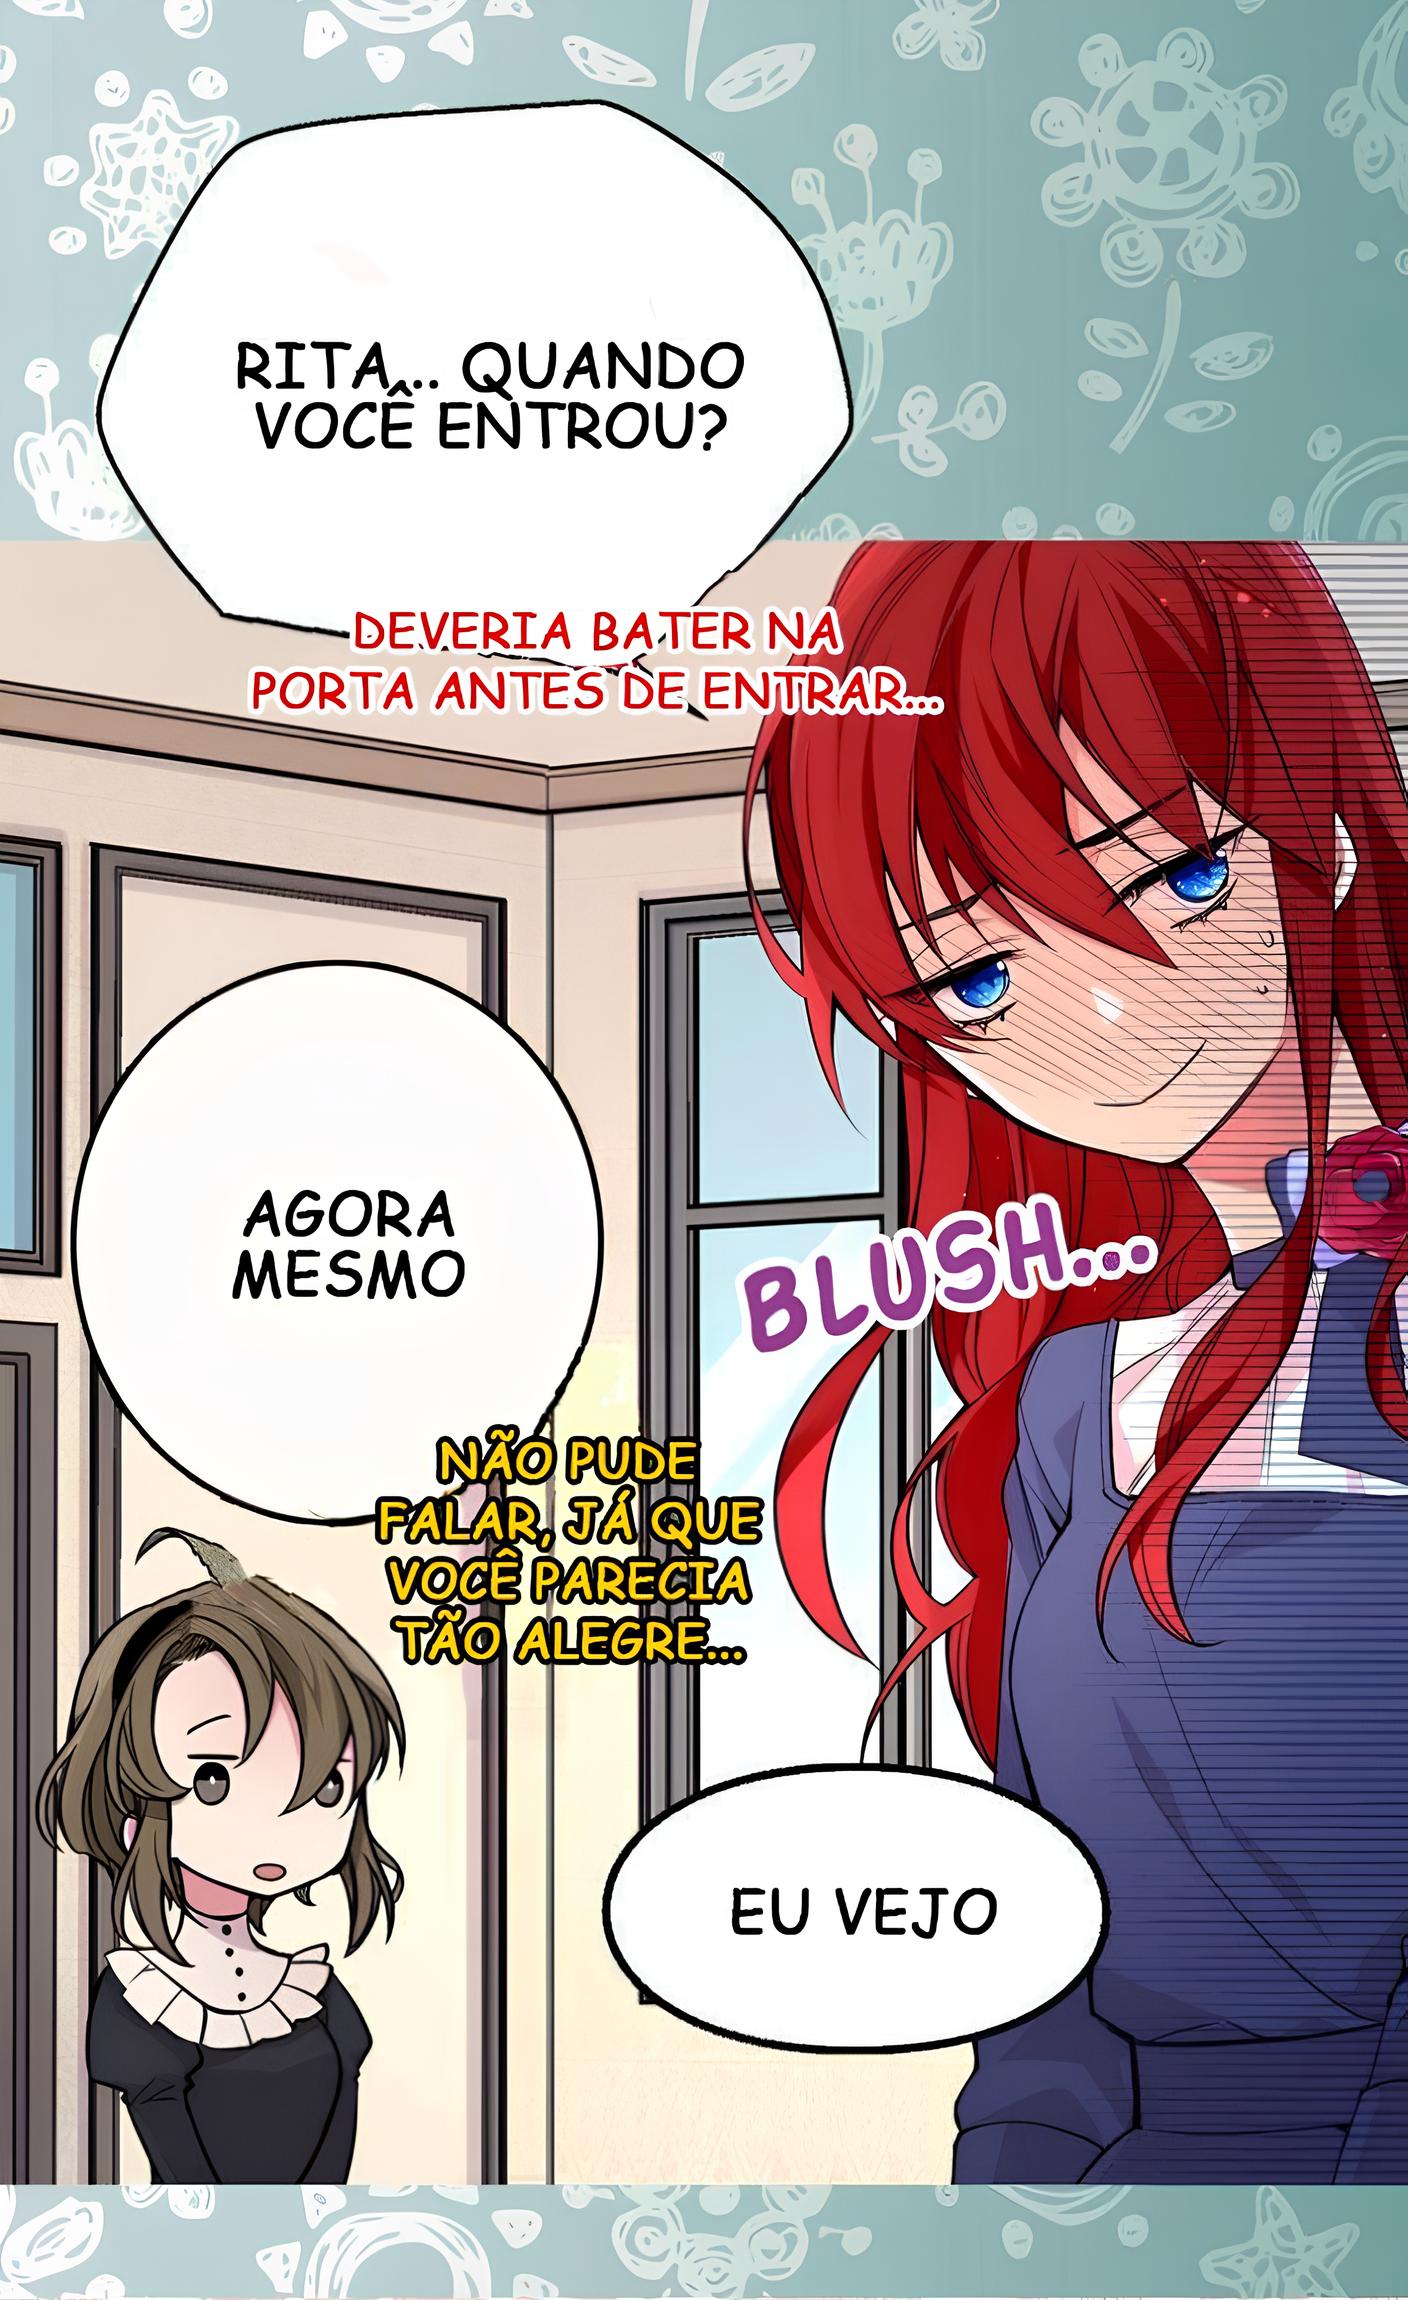 RITA... QUANDO
VOCÊ ENTROU?
DEVERIA BATER NA
PORTA ANTES DE ENTRAR...
AGORA
MESMO
BLUSH...
NÃO PUDE
FALAR, JÁ QUE
VOCÊ PARECIA
TÃO ALEGRE...
EU VEJO